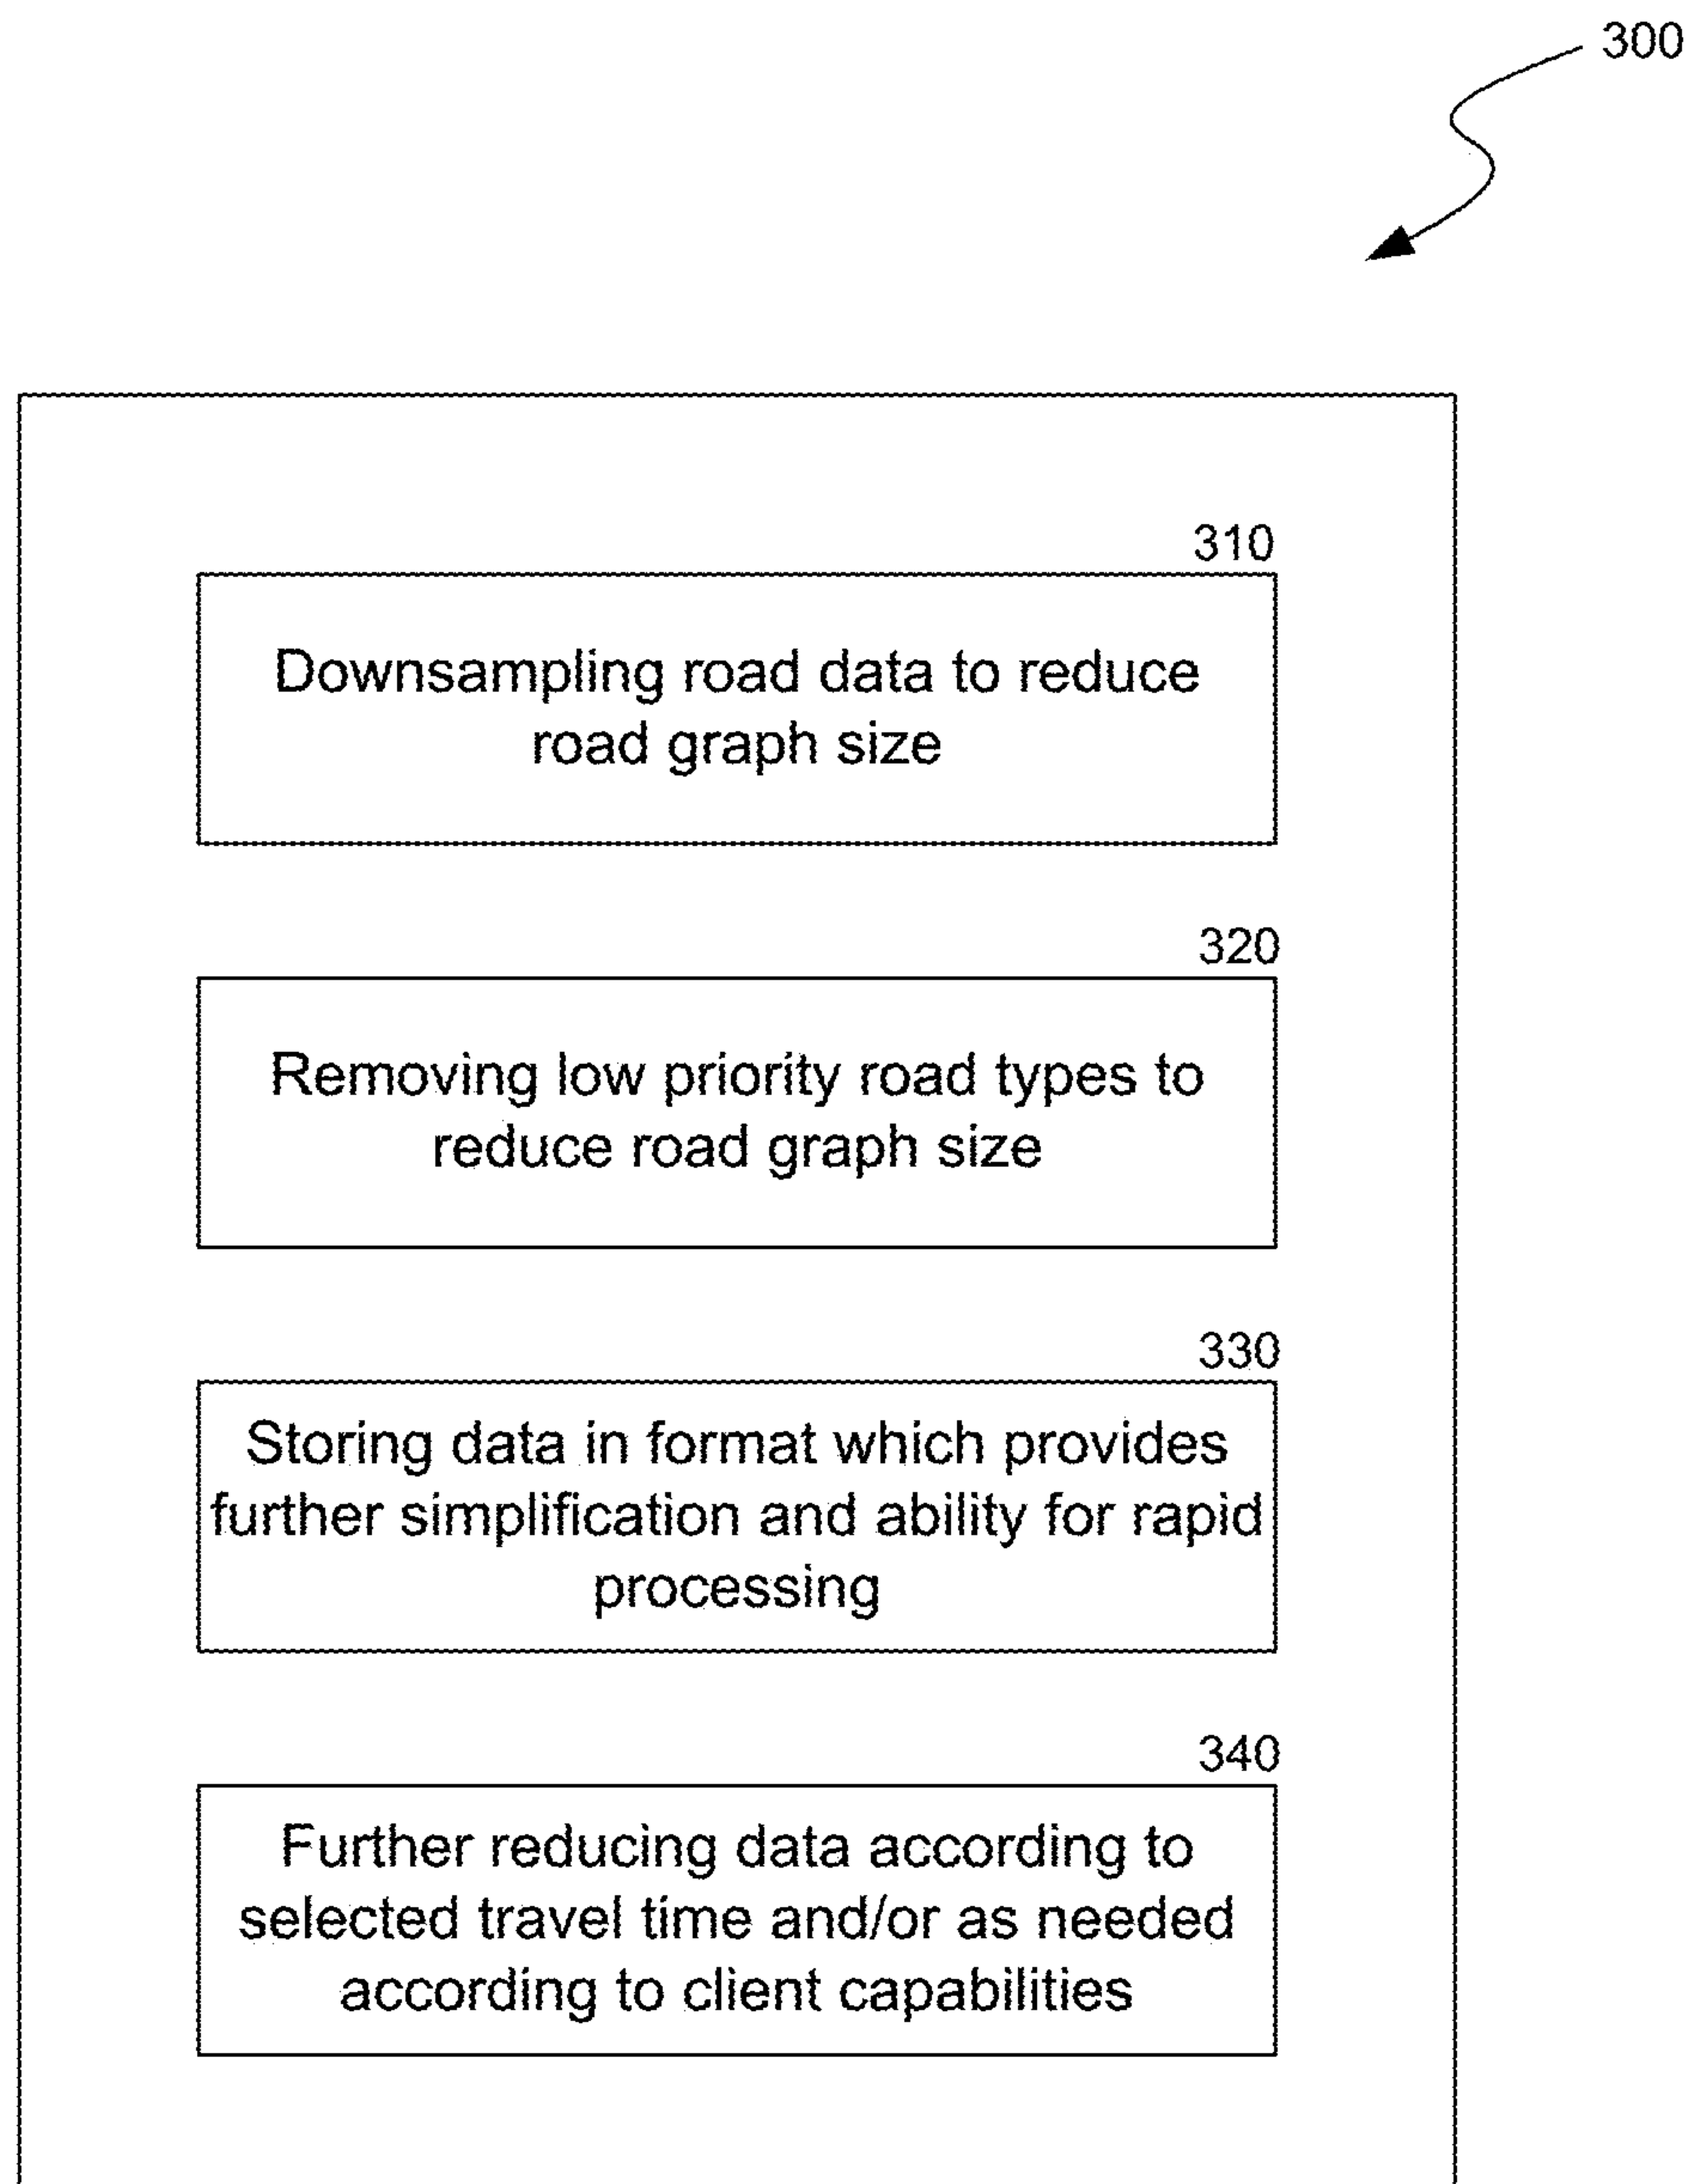 300
310
Downsampling road data to reduce
road graph size
320
Removing low priority road types to
reduce road graph size
330
Storing data in format which provides
further simplification and ability for rapid
processing
340
Further reducing data according to
selected travel time and/or as needed
according to client capabilities